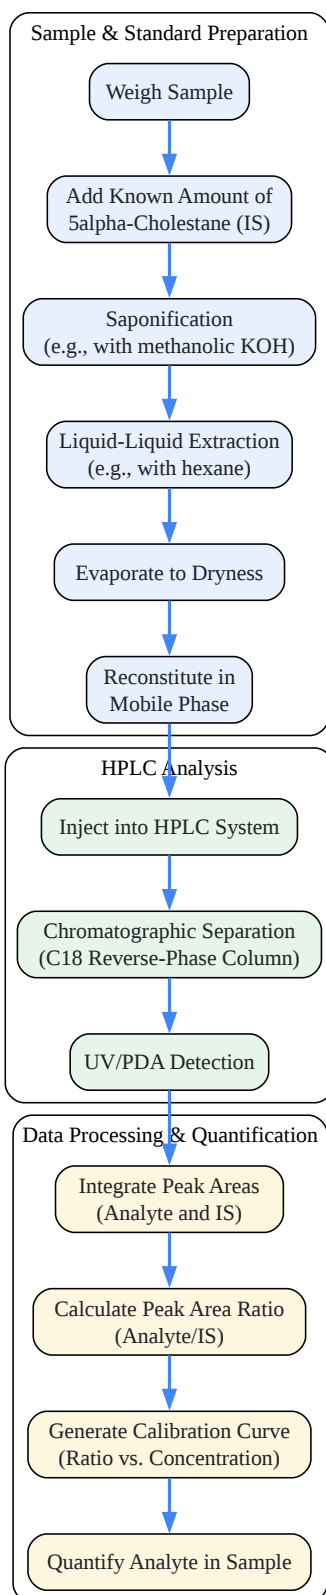 Sample & Standard Preparation
Weigh Sample
Add Known Amount of
5alpha-Cholestane (IS)
Saponification
(e.g., with methanolic KOH)
Liquid-Liquid Extraction
(e.g., with hexane)
Evaporate to Dryness
Reconstitute in
Mobile Phase
HPLC Analysis
Inject into HPLC System
Chromatographic Separation
(C18 Reverse-Phase Column)
UV/PDA Detection
Data Processing & Quantification
Integrate Peak Areas
(Analyte and IS)
Calculate Peak Area Ratio
(Analyte/IS)
Generate Calibration Curve
(Ratio vs. Concentration)
Quantify Analyte in Sample